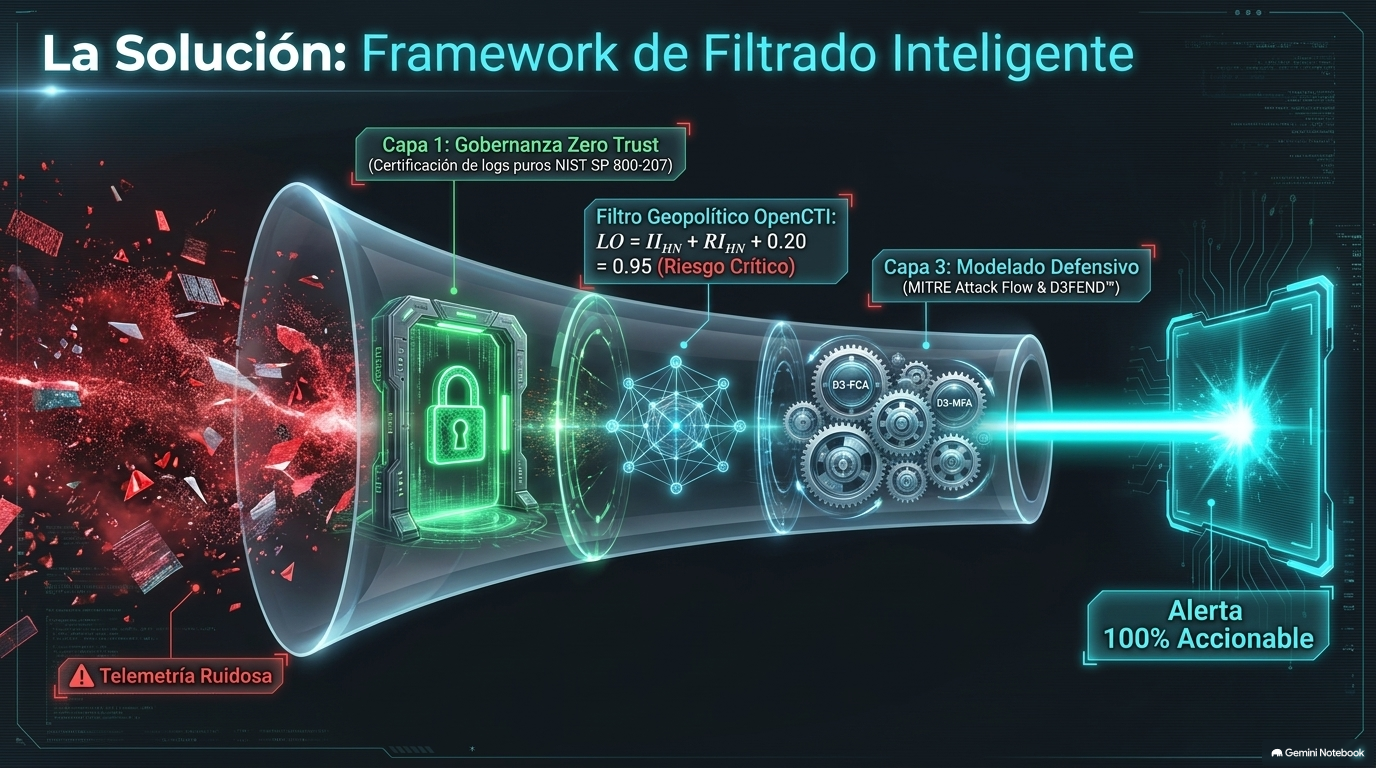 La Solución: Framework de Filtrado Inteligente
Capa 1: Gobernanza Zero Trust
(Certificación de logs puros NIST SP 800-207)
Filtro Geopolítico OpenCTI:
LO = II_HN + RI_HN + 0.20
= 0.95 (Riesgo Crítico)
Capa 3: Modelado Defensivo
(MITRE Attack Flow & D3FEND™)
D3-FCA
D3-MFA
Alerta
100% Accionable
Telemetría Ruidosa
Gemini Notebook